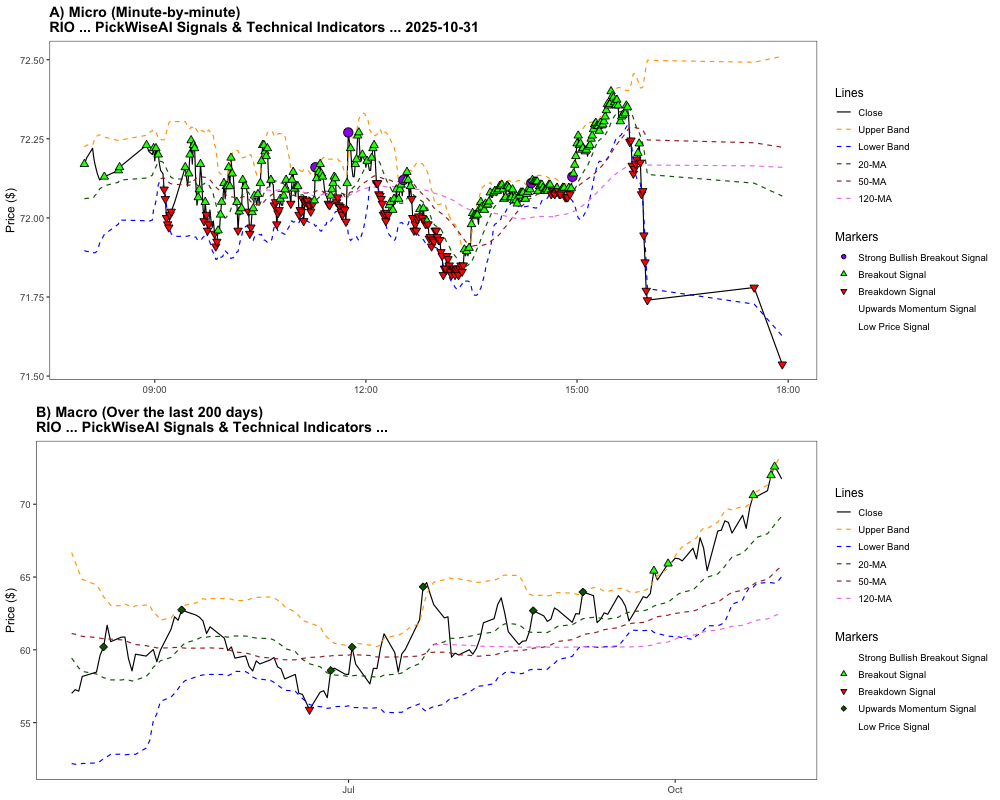 A) Micro (Minute-by-minute)
RIO ... PickWiseAI Signals & Technical Indicators ... 2025-10-31
Price ($)
72.50
72.25
72.00
71.75
71.50
09:00
12:00
15:00
18:00
Lines
Close
Upper Band
Lower Band
20-MA
50-MA
120-MA
Markers
Strong Bullish Breakout Signal
Breakout Signal
Breakdown Signal
Upwards Momentum Signal
Low Price Signal
B) Macro (Over the last 200 days)
RIO ... PickWiseAI Signals & Technical Indicators ...
Price ($)
70
65
60
55
Jul
Oct
Lines
Close
Upper Band
Lower Band
20-MA
50-MA
120-MA
Markers
Strong Bullish Breakout Signal
Breakout Signal
Breakdown Signal
Upwards Momentum Signal
Low Price Signal